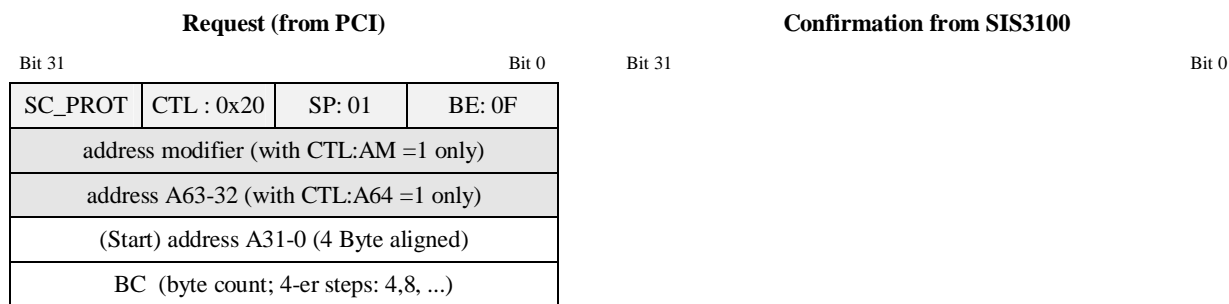 Request (from PCI)
Confirmation from SIS3100
Bit 31 Bit 0
Bit 31 Bit 0
SC_PROT CTL : 0x20 SP: 01 BE: 0F
address modifier (with CTL:AM =1 only)
address A63-32 (with CTL:A64 =1 only)
(Start) address A31-0 (4 Byte aligned)
BC (byte count; 4-er steps: 4,8, ...)